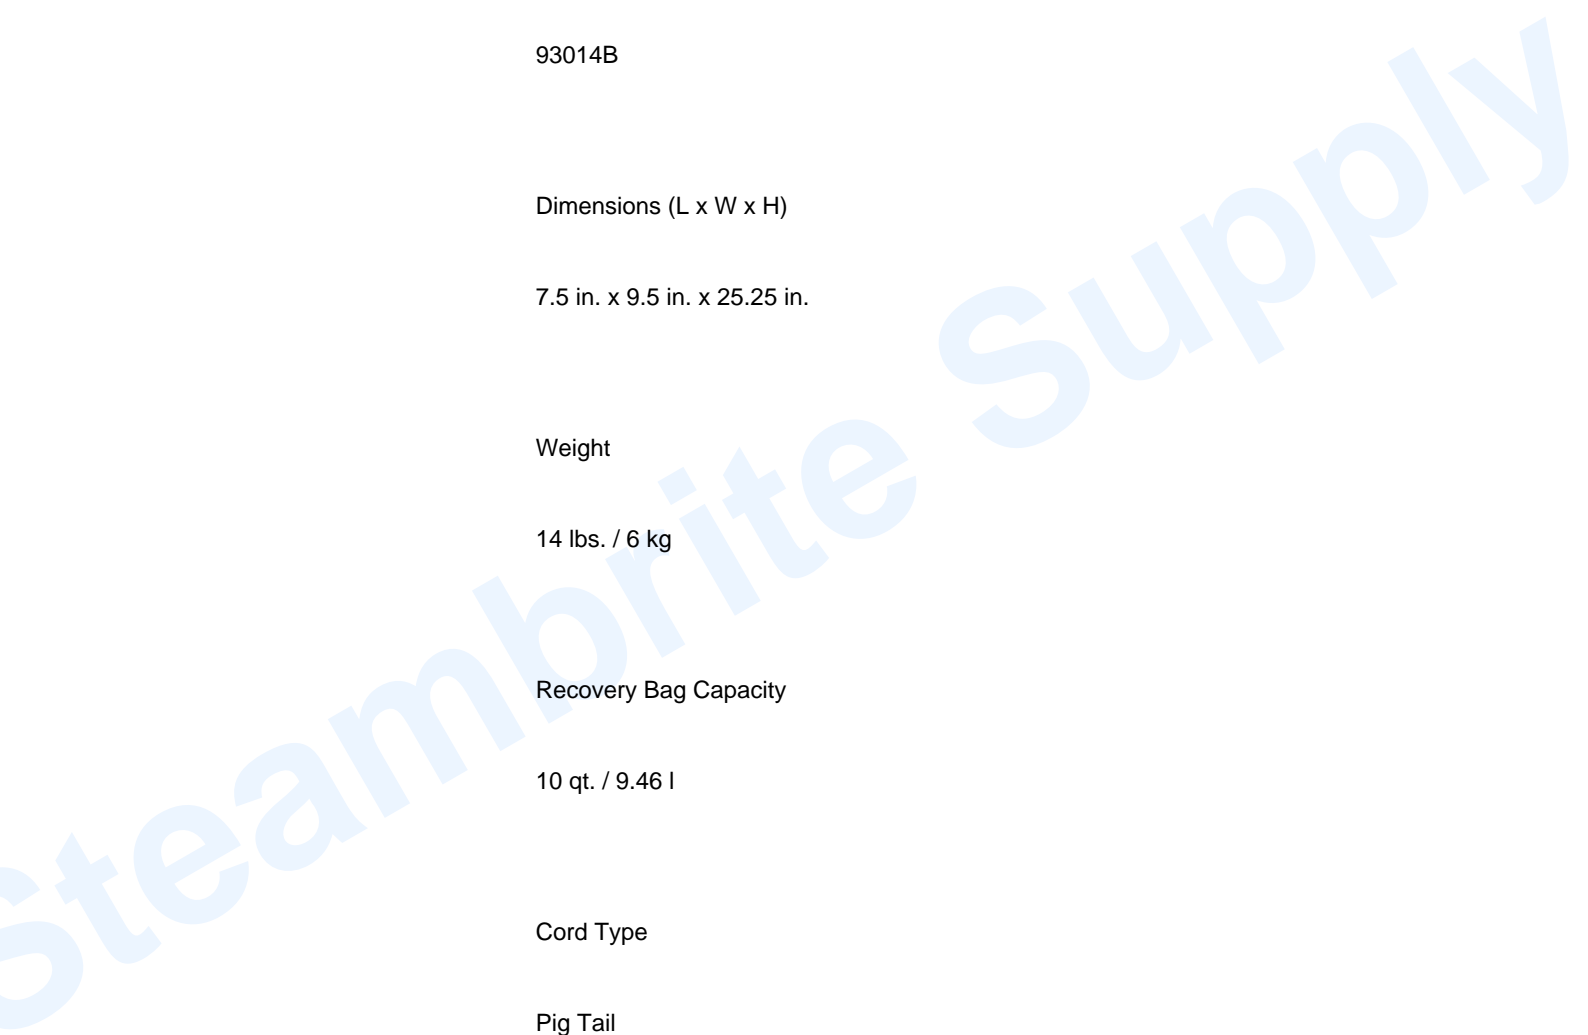 93014B
Dimensions (L x W x H)
7.5 in. x 9.5 in. x 25.25 in.
Weight
14 lbs. / 6 kg
Recovery Bag Capacity
10 qt. / 9.46 l
Cord Type
Pig Tail
Steambrite Supply